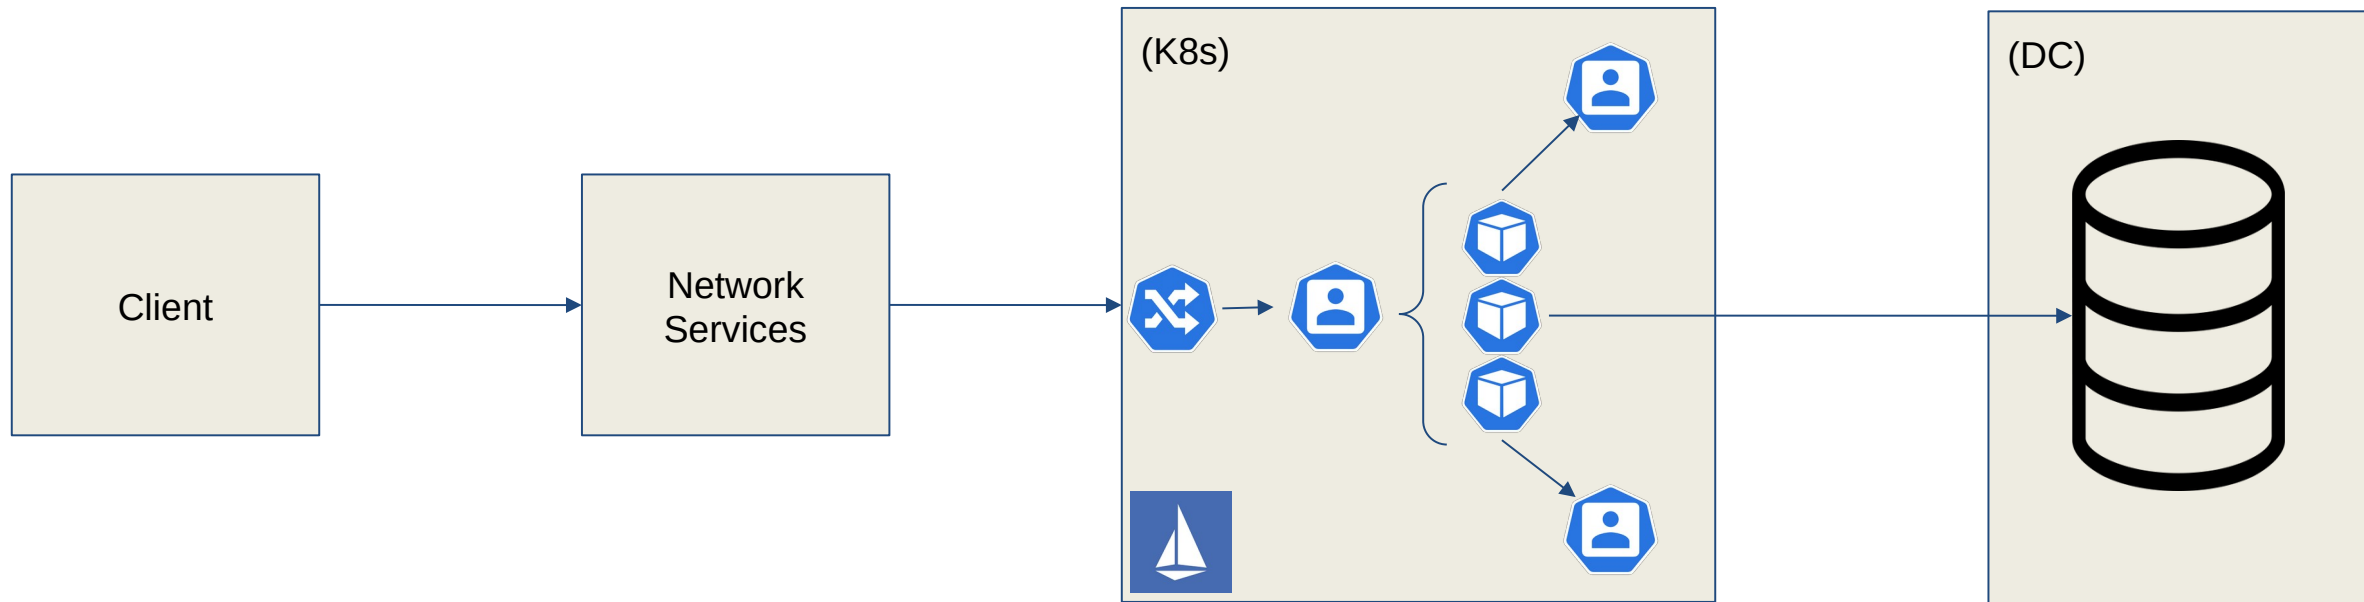 Client
Network
Services
(K8s)
(DC)